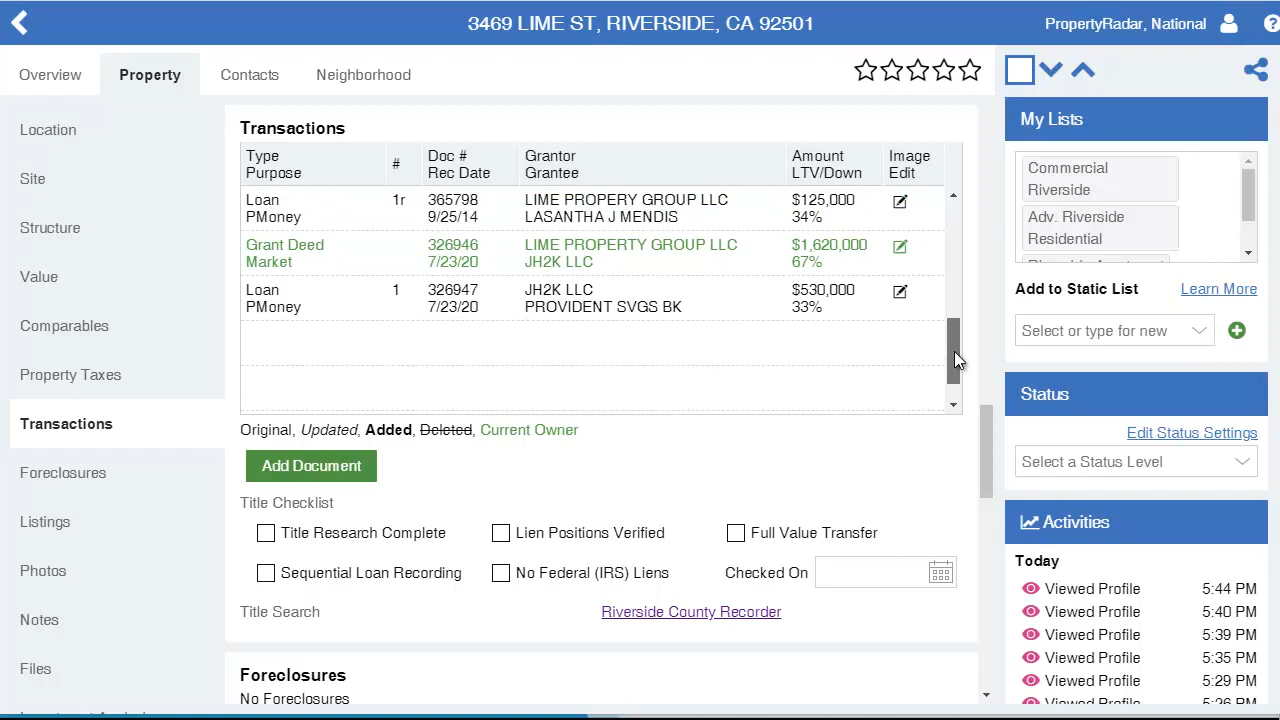 3469 LIME ST, RIVERSIDE, CA 92501
PropertyRadar, National
?
Overview
Property
Contacts
Neighborhood
Location
Site
Structure
Value
Comparables
Property Taxes
Transactions
Foreclosures
Listings
Photos
Notes
Files
Transactions
Type # Doc # Grantor Amount Image
Purpose Rec Date Grantee LTV/Down Edit
Loan 1r 365798 LIME PROPERY GROUP LLC $125,000
PMoney 9/25/14 LASANTHA J MENDIS 34%
Grant Deed 326946 LIME PROPERTY GROUP LLC $1,620,000
Market 7/23/20 JH2K LLC 67%
Loan 1 326947 JH2K LLC $530,000
PMoney 7/23/20 PROVIDENT SVGS BK 33%
Original, Updated, Added, Deleted, Current Owner
Add Document
Title Checklist
Title Research Complete Lien Positions Verified Full Value Transfer
Sequential Loan Recording No Federal (IRS) Liens Checked On
Title Search Riverside County Recorder
Foreclosures
No Foreclosures
My Lists
Commercial
Riverside
Adv. Riverside
Residential
Add to Static List Learn More
Select or type for new
Status
Edit Status Settings
Select a Status Level
Activities
Today
Viewed Profile 5:44 PM
Viewed Profile 5:40 PM
Viewed Profile 5:39 PM
Viewed Profile 5:35 PM
Viewed Profile 5:29 PM
Viewed Profile 5:26 PM